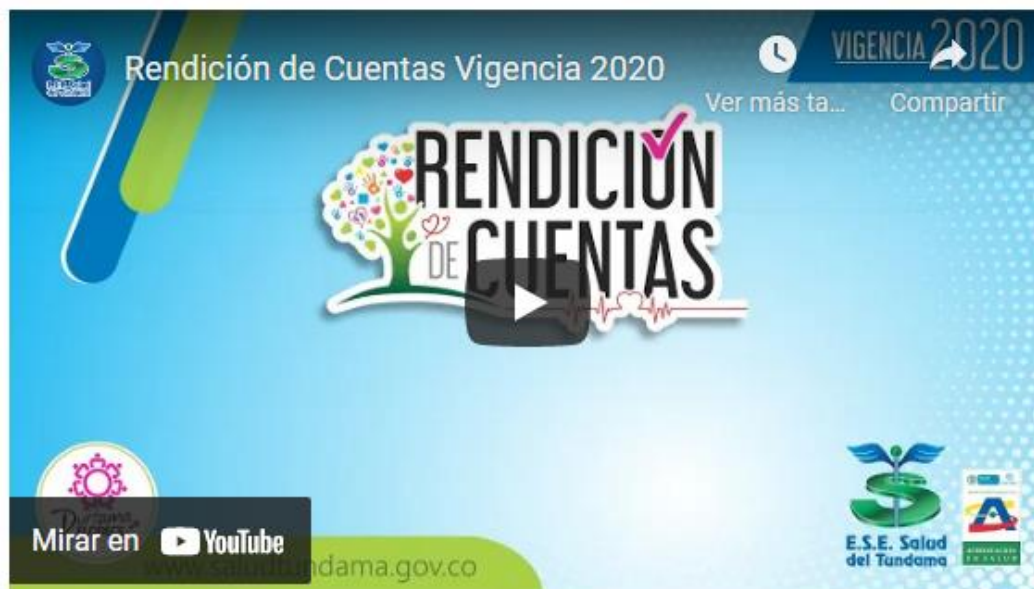 Rendición de Cuentas Vigencia 2020
VIGENCIA 2020
Ver más ta...
Compartir
RENDICIÓN
DE CUENTAS
E.S.E. Salud
del Tundama
Mirar en YouTube
www.saludtundama.gov.co